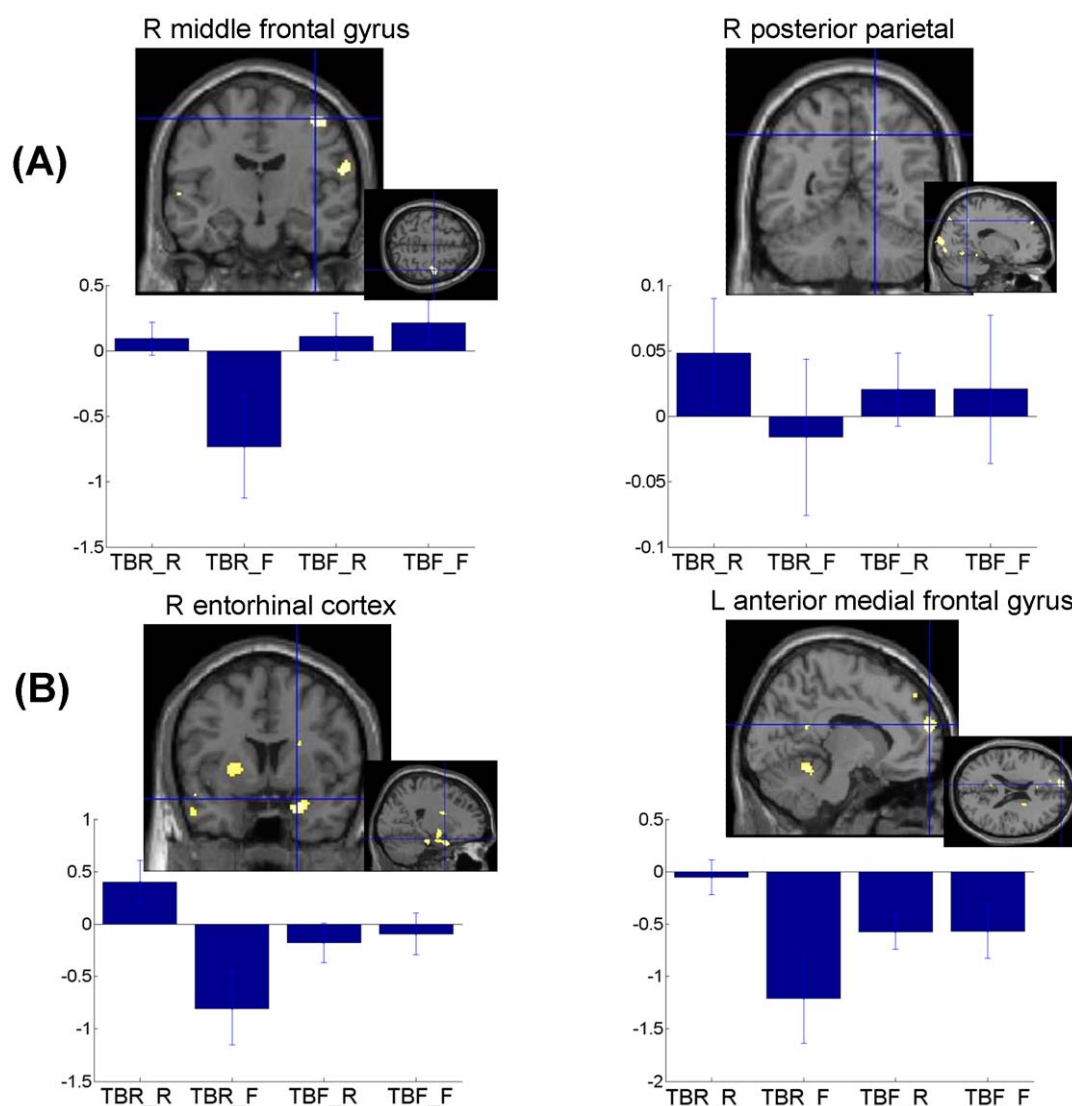 R middle frontal gyrus
R posterior parietal
(A)
0.5
0
-0.5
-1
-1.5
TBR_R TBR_F TBF_R TBF_F
0.1
0.05
0
-0.05
-0.1
TBR_R TBR_F TBF_R TBF_F
R entorhinal cortex
L anterior medial frontal gyrus
(B)
1
0.5
0
-0.5
-1
-1.5
TBR_R TBR_F TBF_R TBF_F
0
-0.5
-1
-1.5
-2
TBR_R TBR_F TBF_R TBF_F